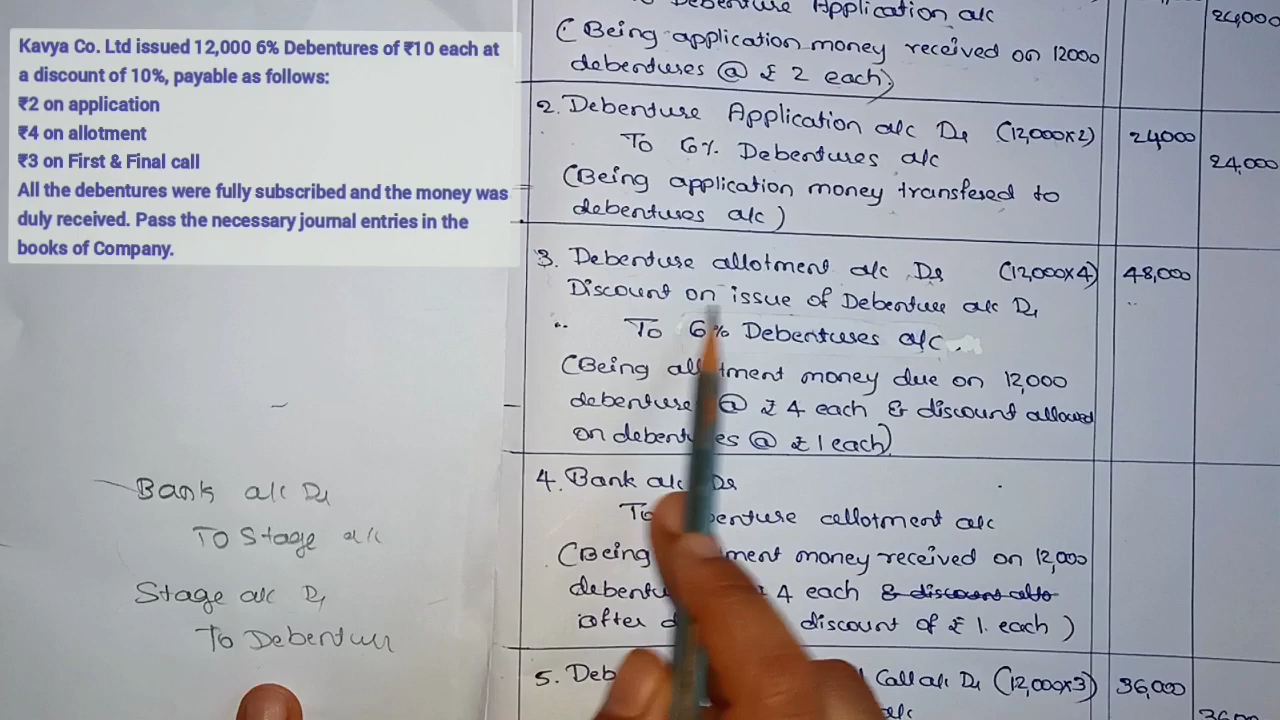 Kavya Co. Ltd issued 12,000 6% Debentures of ₹10 each at
a discount of 10%, payable as follows:
₹2 on application
₹4 on allotment
₹3 on First & Final call
All the debentures were fully subscribed and the money was
duly received. Pass the necessary journal entries in the
books of Company.
Bank a/c Dr
To Stage a/c
Stage a/c Dr
To Debenture
To Debenture Application a/c
24,000
(Being application money received on 12000
debentures @ ₹ 2 each)
2. Debenture Application a/c Dr (12,000x2) 24000
To 6% Debentures a/c
24,000
(Being application money transfered to
debentures a/c)
3. Debenture allotment a/c Dr (12,000x4) 48,000
Discount on issue of Debenture a/c Dr
To 6% Debentures a/c.
(Being allotment money due on 12,000
debenture @ ₹ 4 each & discount allowed
on debentures @ ₹ 1 each)
4. Bank a/c Dr
To Debenture allotment a/c
(Being money received on 12,000
4 each & discount allo
after discount of ₹ 1. each)
5. Call a/c Dr (12,000x3) 36,000
a/c